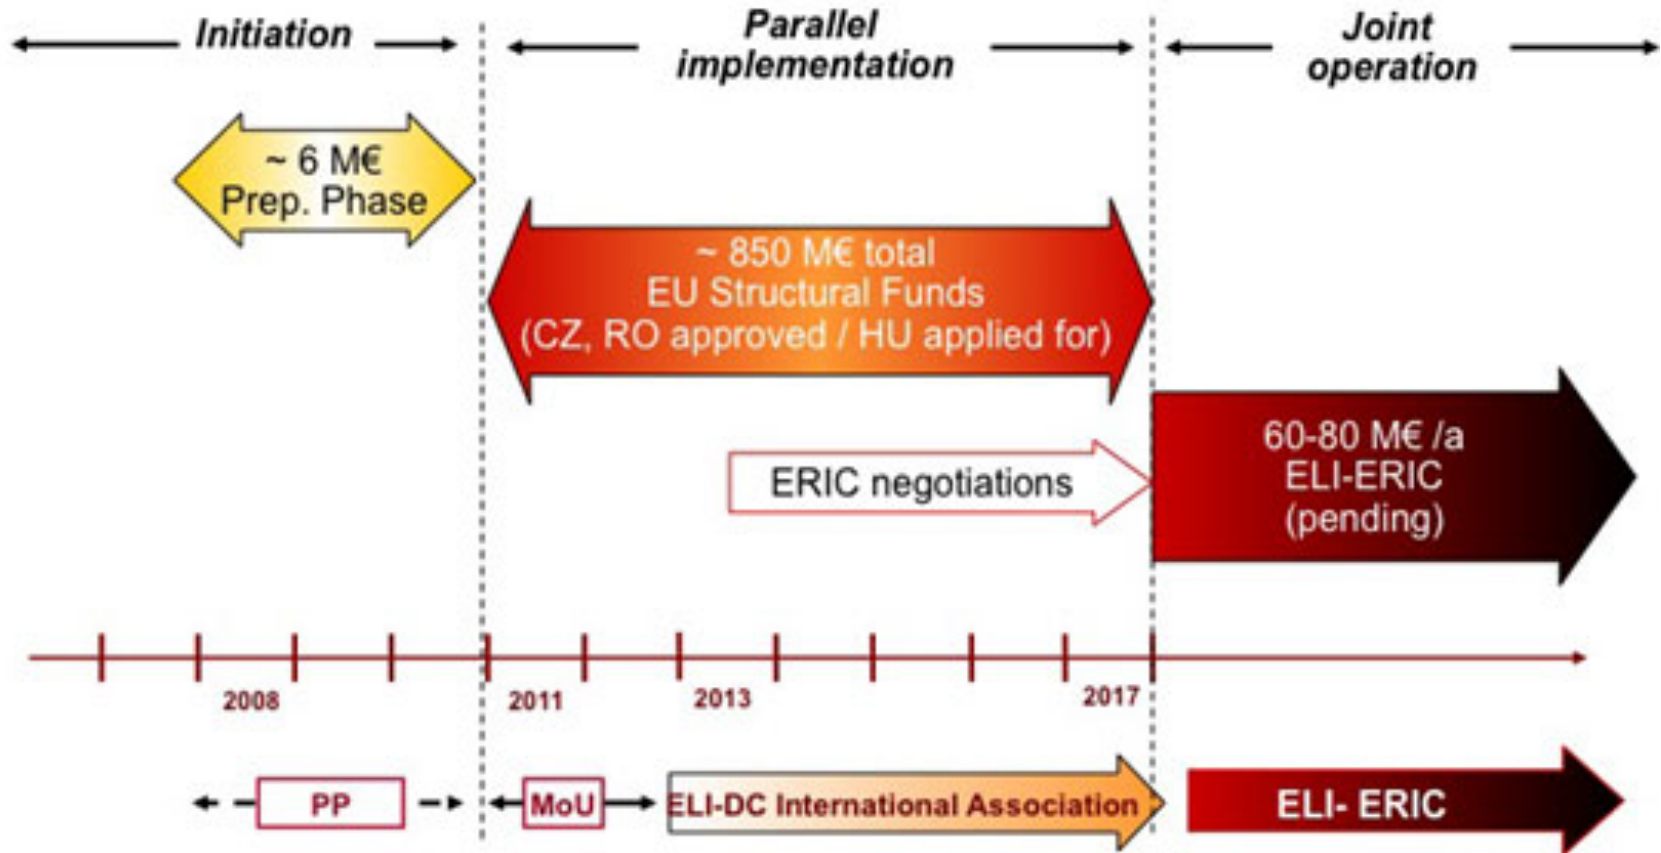 Initiation
Parallel
implementation
Joint
operation
~ 6 M€
Prep. Phase
~ 850 M€ total
EU Structural Funds
(CZ, RO approved / HU applied for)
60-80 M€ /a
ELI-ERIC
(pending)
ERIC negotiations
2008
2011
2013
2017
PP
MoU
ELI-DC International Association
ELI- ERIC